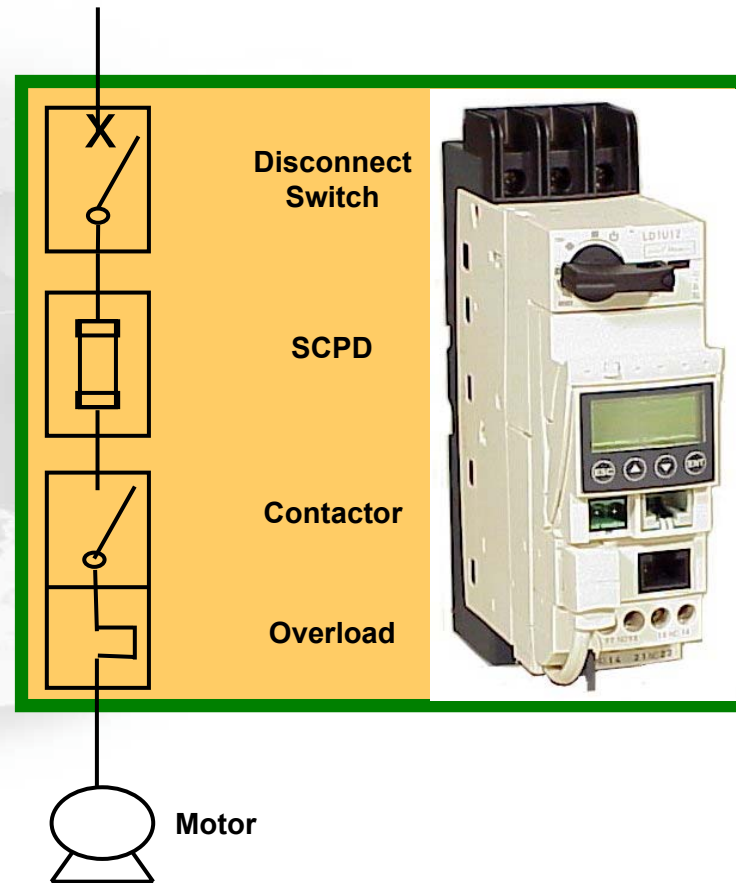 X
Disconnect
Switch
LD1U12
SCPD
ESC
ENT
Contactor
Overload
Motor